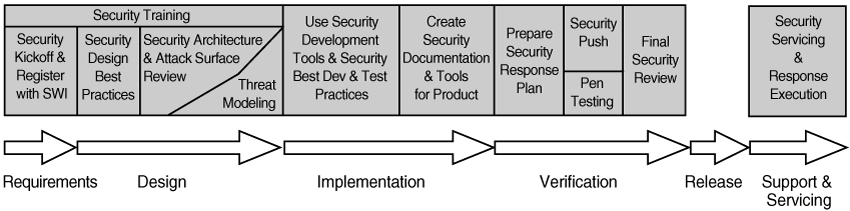 Security Training
Security
Kickoff &
Register
with SWI
Security
Design
Best
Practices
Security Architecture
& Attack Surface
Review
Threat
Modeling
Use Security
Development
Tools & Security
Best Dev & Test
Practices
Create
Security
Documentation
& Tools
for Product
Prepare
Security
Response
Plan
Security
Push
Pen
Testing
Final
Security
Review
Security
Servicing
&
Response
Execution
Requirements
Design
Implementation
Verification
Release
Support &
Servicing